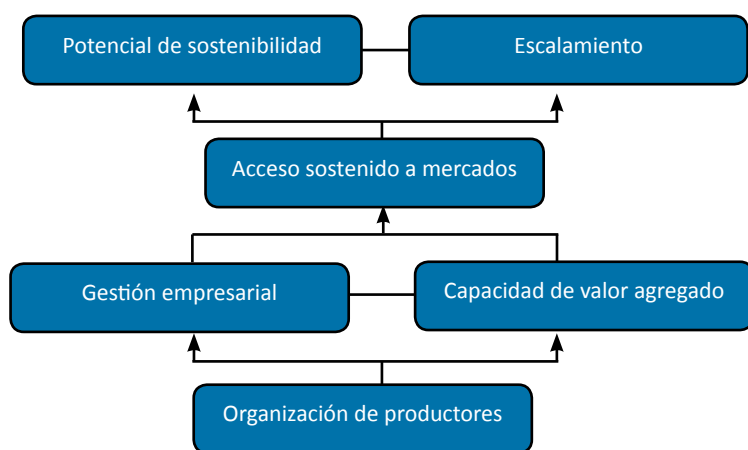 Potencial de sostenibilidad
Escalamiento
Acceso sostenido a mercados
Gestión empresarial
Capacidad de valor agregado
Organización de productores